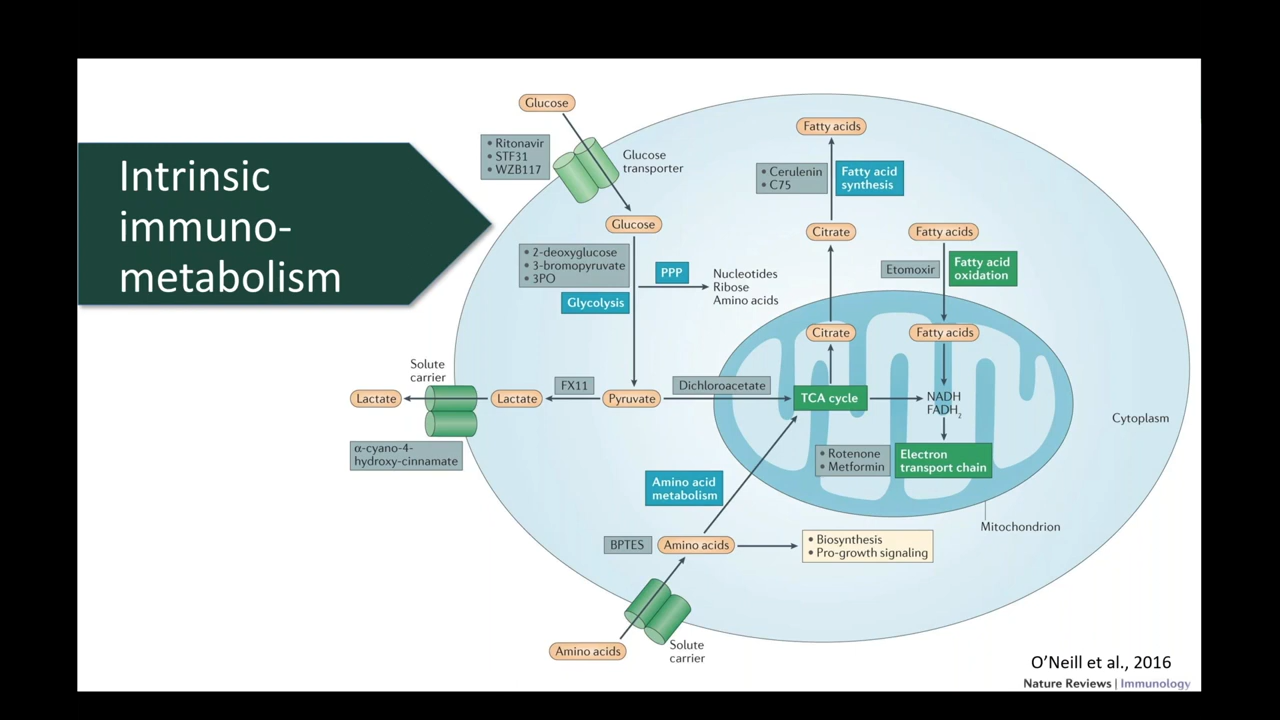 Intrinsic
immuno-
metabolism
Glucose
• Ritonavir
• STF31
• WZB117
Glucose
transporter
Glucose
• 2-deoxyglucose
• 3-bromopyruvate
• 3PO
Glycolysis
PPP
Nucleotides
Ribose
Amino acids
Fatty acids
• Cerulenin
• C75
Fatty acid
synthesis
Citrate
Fatty acids
Etomoxir
Fatty acid
oxidation
Citrate
Fatty acids
Solute
carrier
Lactate
Lactate
FX11
Pyruvate
Dichloroacetate
TCA cycle
NADH
FADH₂
Cytoplasm
α-cyano-4-
hydroxy-cinnamate
• Rotenone
• Metformin
Electron
transport chain
Amino acid
metabolism
Mitochondrion
BPTES
Amino acids
• Biosynthesis
• Pro-growth signaling
Amino acids
Solute
carrier
O’Neill et al., 2016
Nature Reviews | Immunology